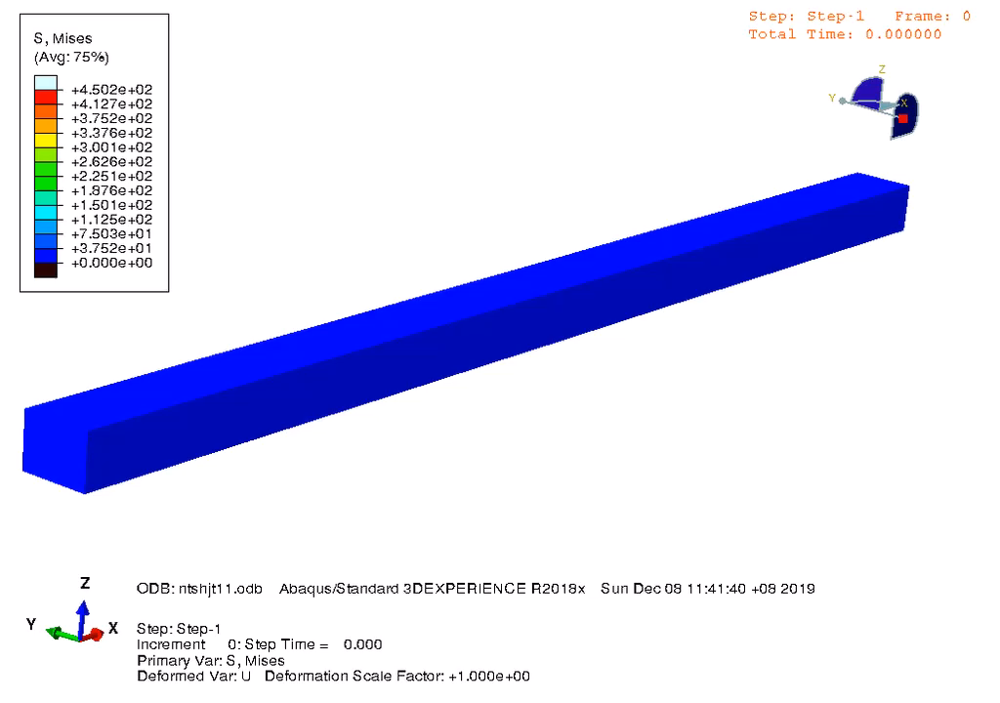 S, Mises
(Avg: 75%)
+4.502e+02
+4.127e+02
+3.752e+02
+3.376e+02
+3.001e+02
+2.626e+02
+2.251e+02
+1.876e+02
+1.501e+02
+1.125e+02
+7.503e+01
+3.752e+01
+0.000e+00
Step: Step-1 Frame: 0
Total Time: 0.000000
Z
Y
X
Z
Y
X
ODB: ntshjt11.odb Abaqus/Standard 3DEXPERIENCE R2018x Sun Dec 08 11:41:40 +08 2019
Step: Step-1
Increment 0: Step Time = 0.000
Primary Var: S, Mises
Deformed Var: U Deformation Scale Factor: +1.000e+00